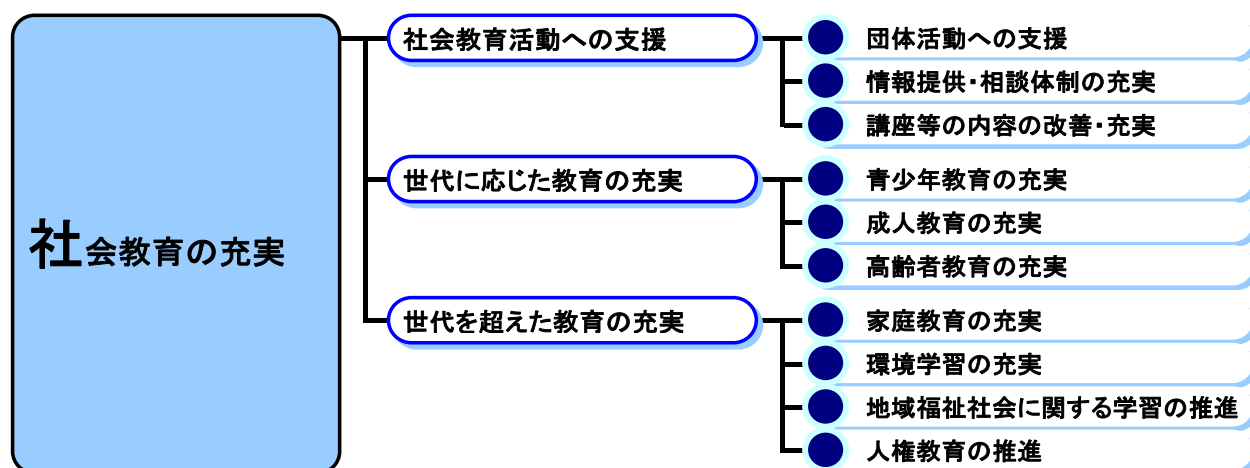 社会教育の充実
社会教育活動への支援
団体活動への支援
情報提供・相談体制の充実
講座等の内容の改善・充実
世代に応じた教育の充実
青少年教育の充実
成人教育の充実
高齢者教育の充実
世代を超えた教育の充実
家庭教育の充実
環境学習の充実
地域福祉社会に関する学習の推進
人権教育の推進